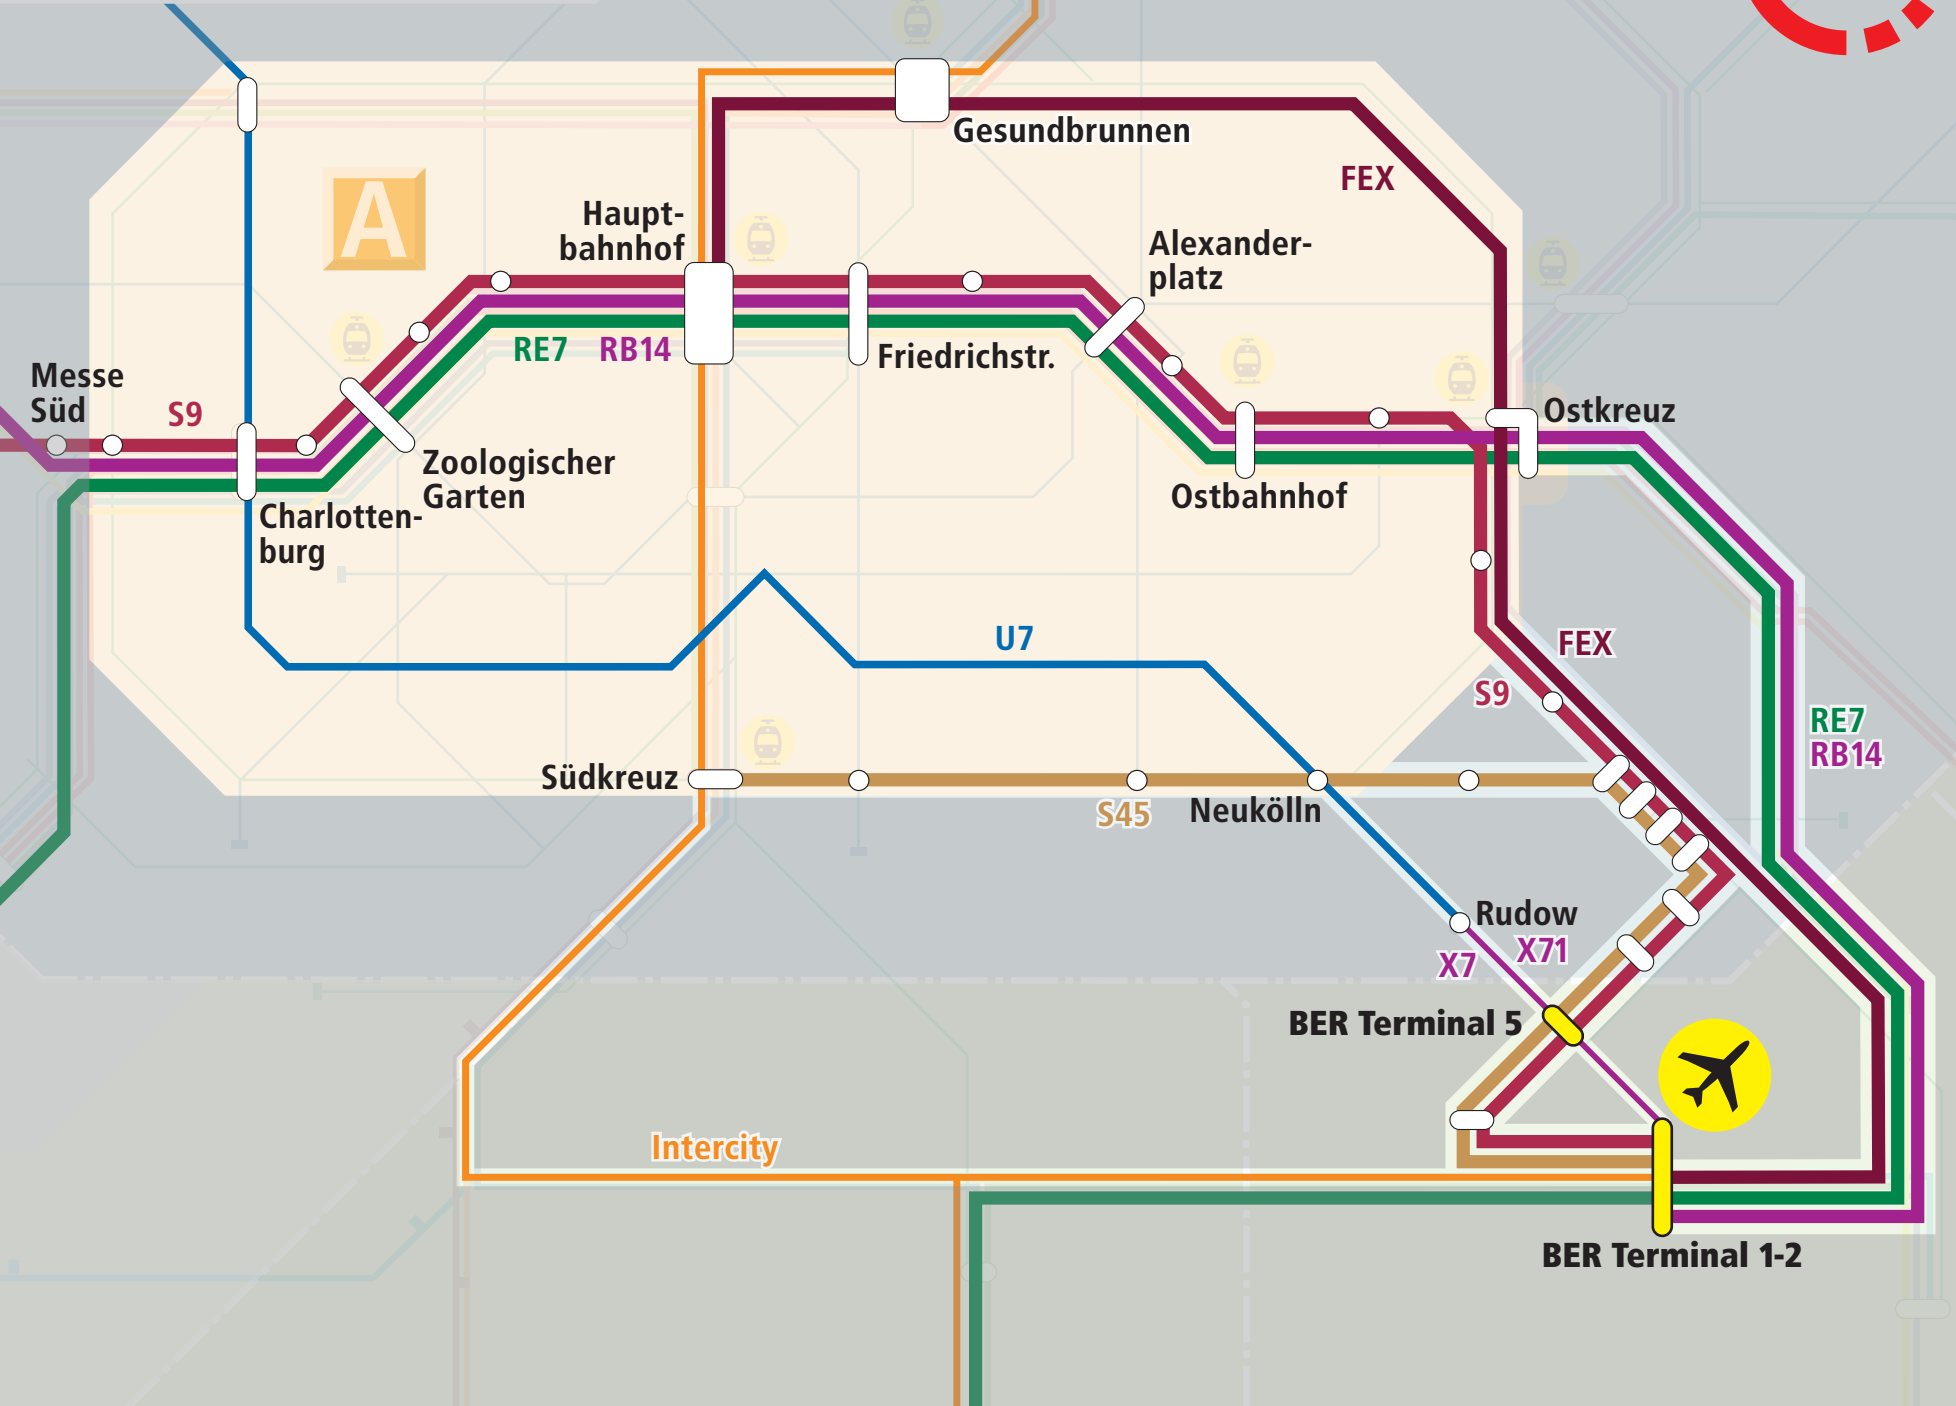 Gesundbrunnen
FEX
A
Haupt-
bahnhof
Alexander-
platz
RE7 RB14
Friedrichstr.
Messe
Süd
S9
Ostkreuz
Zoologischer
Garten
Ostbahnhof
Charlotten-
burg
U7
FEX
S9
RE7
RB14
Südkreuz
S45
Neukölln
Rudow
X7
X71
BER Terminal 5
Intercity
BER Terminal 1-2